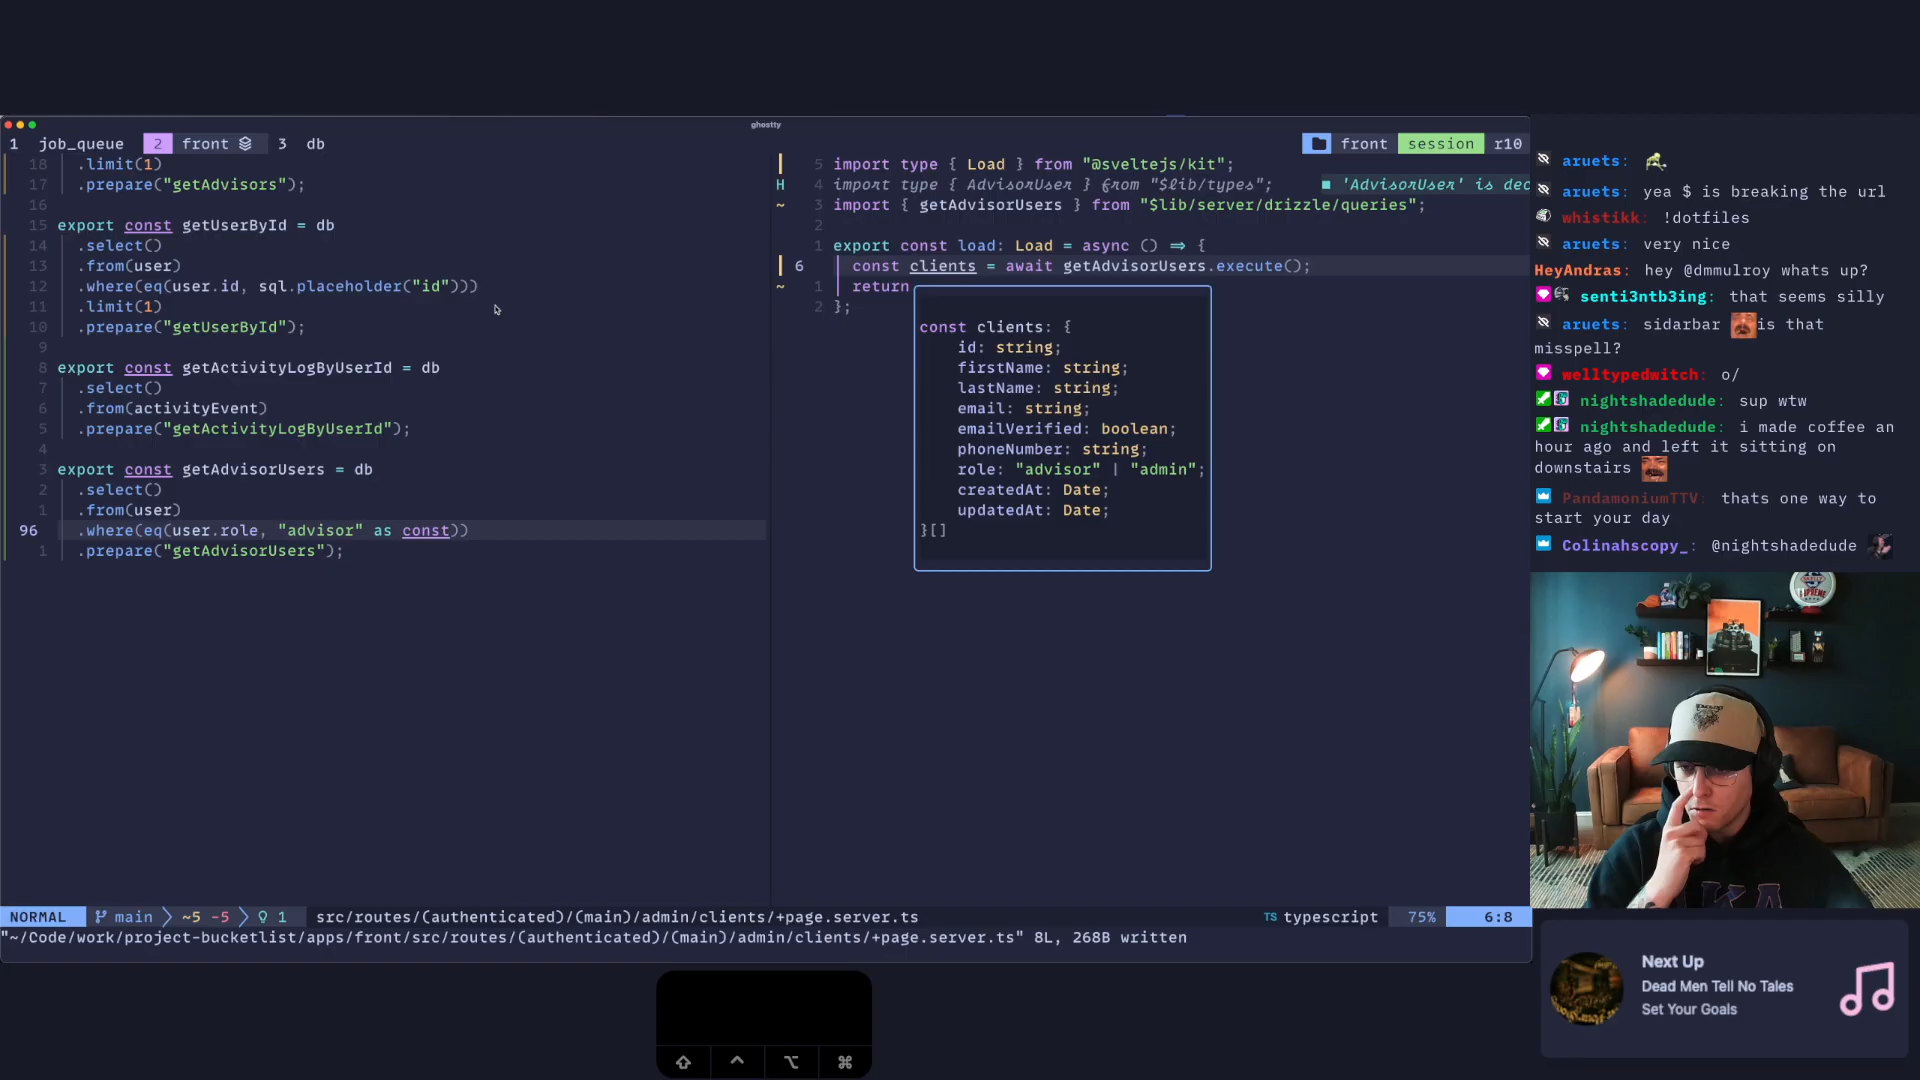 ghostty
1 job_queue 2 front 3 db
front session r10
18 .limit(1)
17 .prepare("getAdvisors");
16
15 export const getUserById = db
14 .select()
13 .from(user)
12 .where(eq(user.id, sql.placeholder("id")))
11 .limit(1)
10 .prepare("getUserById");
9
8 export const getActivityLogByUserId = db
7 .select()
6 .from(activityEvent)
5 .prepare("getActivityLogByUserId");
4
3 export const getAdvisorUsers = db
2 .select()
1 .from(user)
96 .where(eq(user.role, "advisor" as const))
1 .prepare("getAdvisorUsers");
5 import type { Load } from "@sveltejs/kit";
H 4 import type { AdvisorUser } from "$lib/types"; ■ 'AdvisorUser' is dec
~ 3 import { getAdvisorUsers } from "$lib/server/drizzle/queries";
2
1 export const load: Load = async () => {
6 const clients = await getAdvisorUsers.execute();
~ 1 return
2 };
const clients: {
id: string;
firstName: string;
lastName: string;
email: string;
emailVerified: boolean;
phoneNumber: string;
role: "advisor" | "admin";
createdAt: Date;
updatedAt: Date;
}[]
NORMAL main ~5 -5 1 src/routes/(authenticated)/(main)/admin/clients/+page.server.ts TS typescript 75% 6:8
"~/Code/work/project-bucketlist/apps/front/src/routes/(authenticated)/(main)/admin/clients/+page.server.ts" 8L, 268B written
aruets:
aruets: yea $ is breaking the url
whistikk: !dotfiles
aruets: very nice
HeyAndras: hey @dmmulroy whats up?
senti3ntb3ing: that seems silly
aruets: sidarbar is that
misspell?
welltypedwitch: o/
nightshadedude: sup wtw
nightshadedude: i made coffee an
hour ago and left it sitting on
downstairs
PandamoniumTTV: thats one way to
start your day
Colinahscopy_: @nightshadedude
Next Up
Dead Men Tell No Tales
Set Your Goals